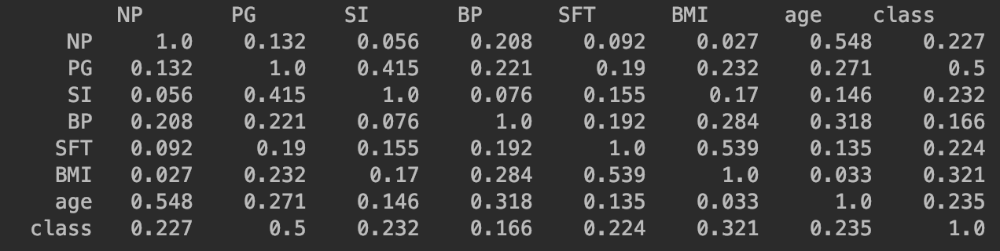 NP PG SI BP SFT BMI age class
NP 1.0 0.132 0.056 0.208 0.092 0.027 0.548 0.227
PG 0.132 1.0 0.415 0.221 0.19 0.232 0.271 0.5
SI 0.056 0.415 1.0 0.076 0.155 0.17 0.146 0.232
BP 0.208 0.221 0.076 1.0 0.192 0.284 0.318 0.166
SFT 0.092 0.19 0.155 0.192 1.0 0.539 0.135 0.224
BMI 0.027 0.232 0.17 0.284 0.539 1.0 0.033 0.321
age 0.548 0.271 0.146 0.318 0.135 0.033 1.0 0.235
class 0.227 0.5 0.232 0.166 0.224 0.321 0.235 1.0